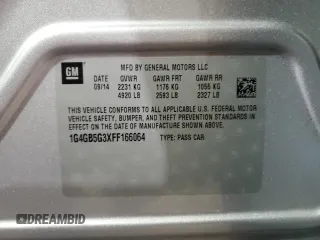 GM
MFD BY GENERAL MOTORS LLC
DATE GVWR GAWR FRT GAWR RR
09/14 2231 KG 1176 KG 1055 KG
4920 LB 2593 LB 2327 LB
THIS VEHICLE CONFORMS TO ALL APPLICABLE U.S. FEDERAL
VEHICLE SAFETY, BUMPER, AND THEFT PREVENTION STANDARDS
IN EFFECT ON THE DATE OF MANUFACTURE SHOWN ABOVE.
1G4GB5G3XFF166064 TYPE: PASS CAR
DREAMBID